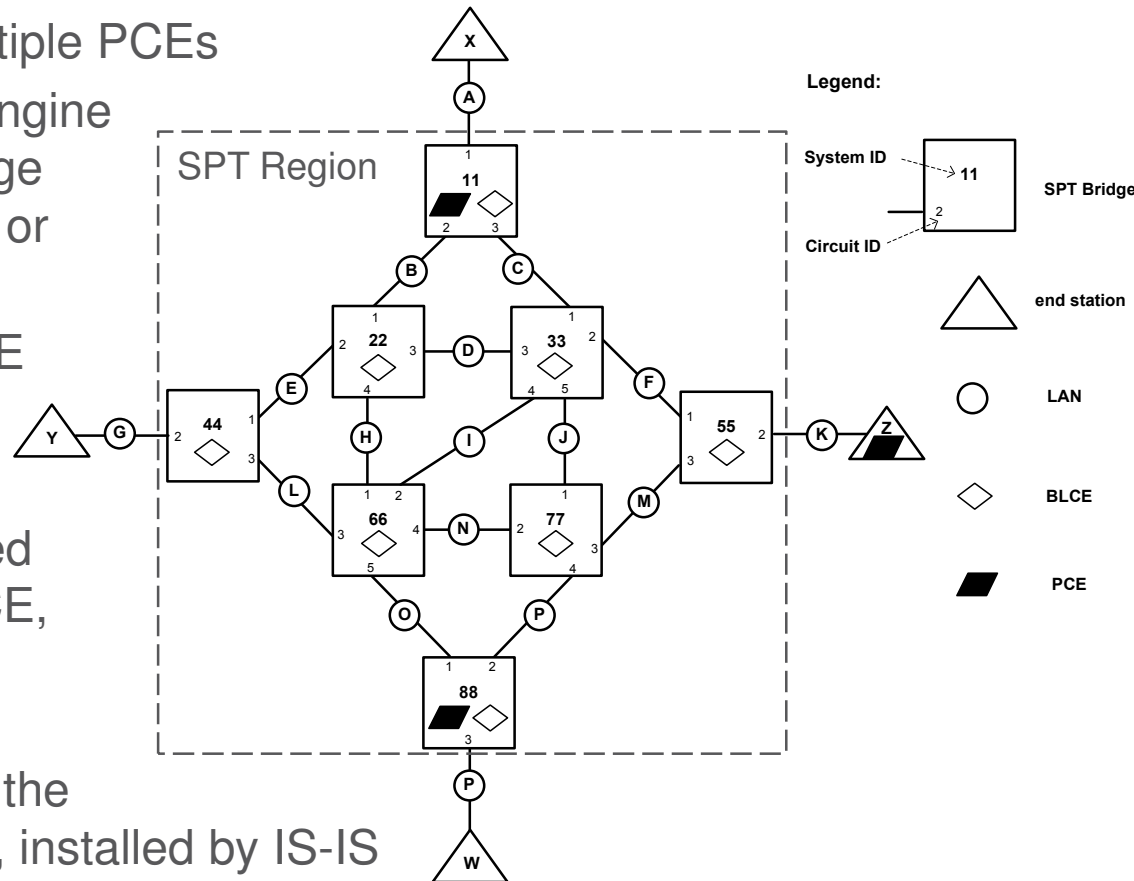 tiple PCEs
ngine
ge
or
E
ed
CE,
the
, installed by IS-IS
SPT Region
X
A
1
11
2 3
B C
1
22
2 3
4
D
1
33
2
3
4 5
E
F
Y
G
44
1
2
3
H
I
J
55
1
2
3
K
Z
L
M
1 2
66
3 4
5
N
1
77
2
3
4
O
P
1 2
88
3
P
W
Legend:
System ID
11
2
Circuit ID
SPT Bridge
end station
LAN
BLCE
PCE